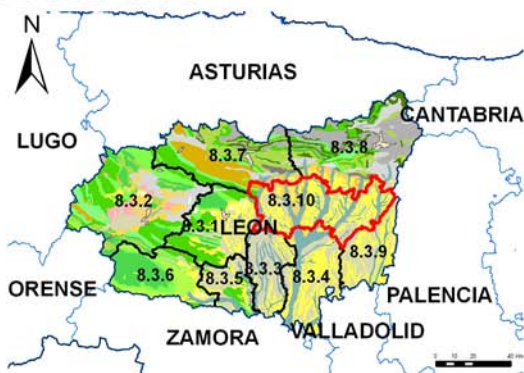 N
ASTURIAS
CANTABRIA
LUGO
8.3.7
8.3.8
8.3.2
8.3.10
8.3.1
LEON
8.3.9
8.3.6
8.3.5
8.3.3
8.3.4
ORENSE
PALENCIA
ZAMORA
VALLADOLID